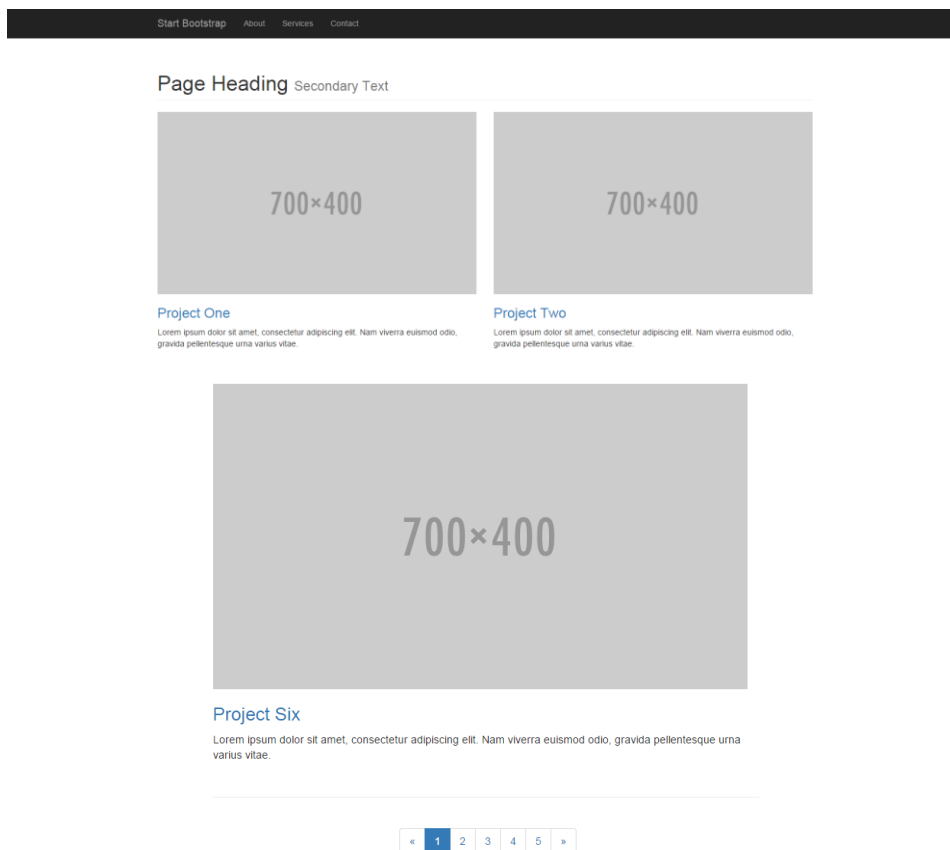 Start Bootstrap About Services Contact
Page Heading Secondary Text
700×400
700×400
Project One
Lorem ipsum dolor sit amet, consectetur adipiscing elit. Nam viverra euismod odio,
gravida pellentesque urna varius vitae.
Project Two
Lorem ipsum dolor sit amet, consectetur adipiscing elit. Nam viverra euismod odio,
gravida pellentesque urna varius vitae.
700×400
Project Six
Lorem ipsum dolor sit amet, consectetur adipiscing elit. Nam viverra euismod odio, gravida pellentesque urna
varius vitae.
« 1 2 3 4 5 »